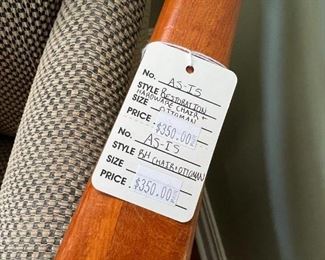 No. AS-IS
STYLE RESTORATION
SIZE HARDWARE CHAIR +
OTTOMAN
PRICE $350.00
No. AS-IS
STYLE RH CHAIR + OTTOMAN
SIZE
PRICE $350.00